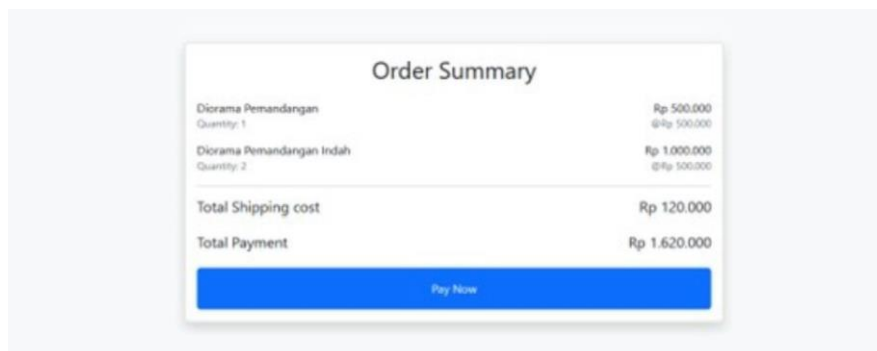 Order Summary
Diorama Pemandangan Rp 500.000
Quantity: 1 @Rp 500.000
Diorama Pemandangan Indah Rp 1.000.000
Quantity: 2 @Rp 500.000
Total Shipping cost Rp 120.000
Total Payment Rp 1.620.000
Pay Now